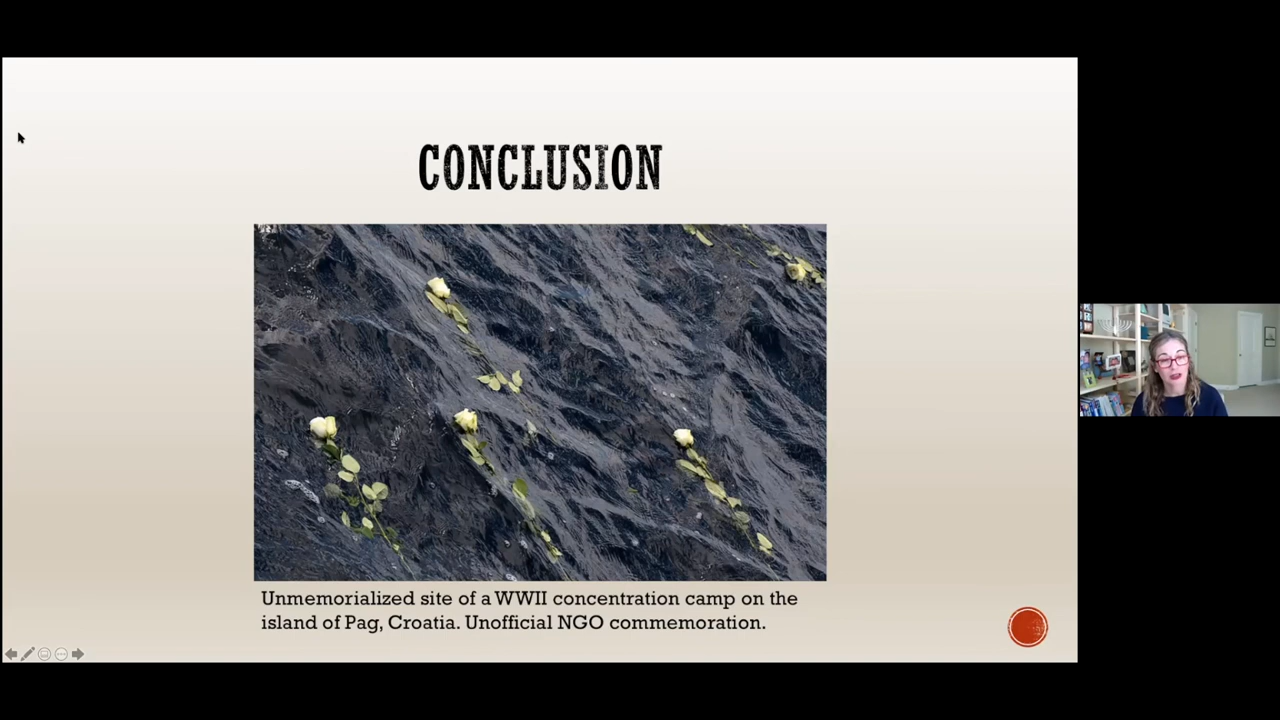 CONCLUSION
Unmemorialized site of a WWII concentration camp on the
island of Pag, Croatia. Unofficial NGO commemoration.